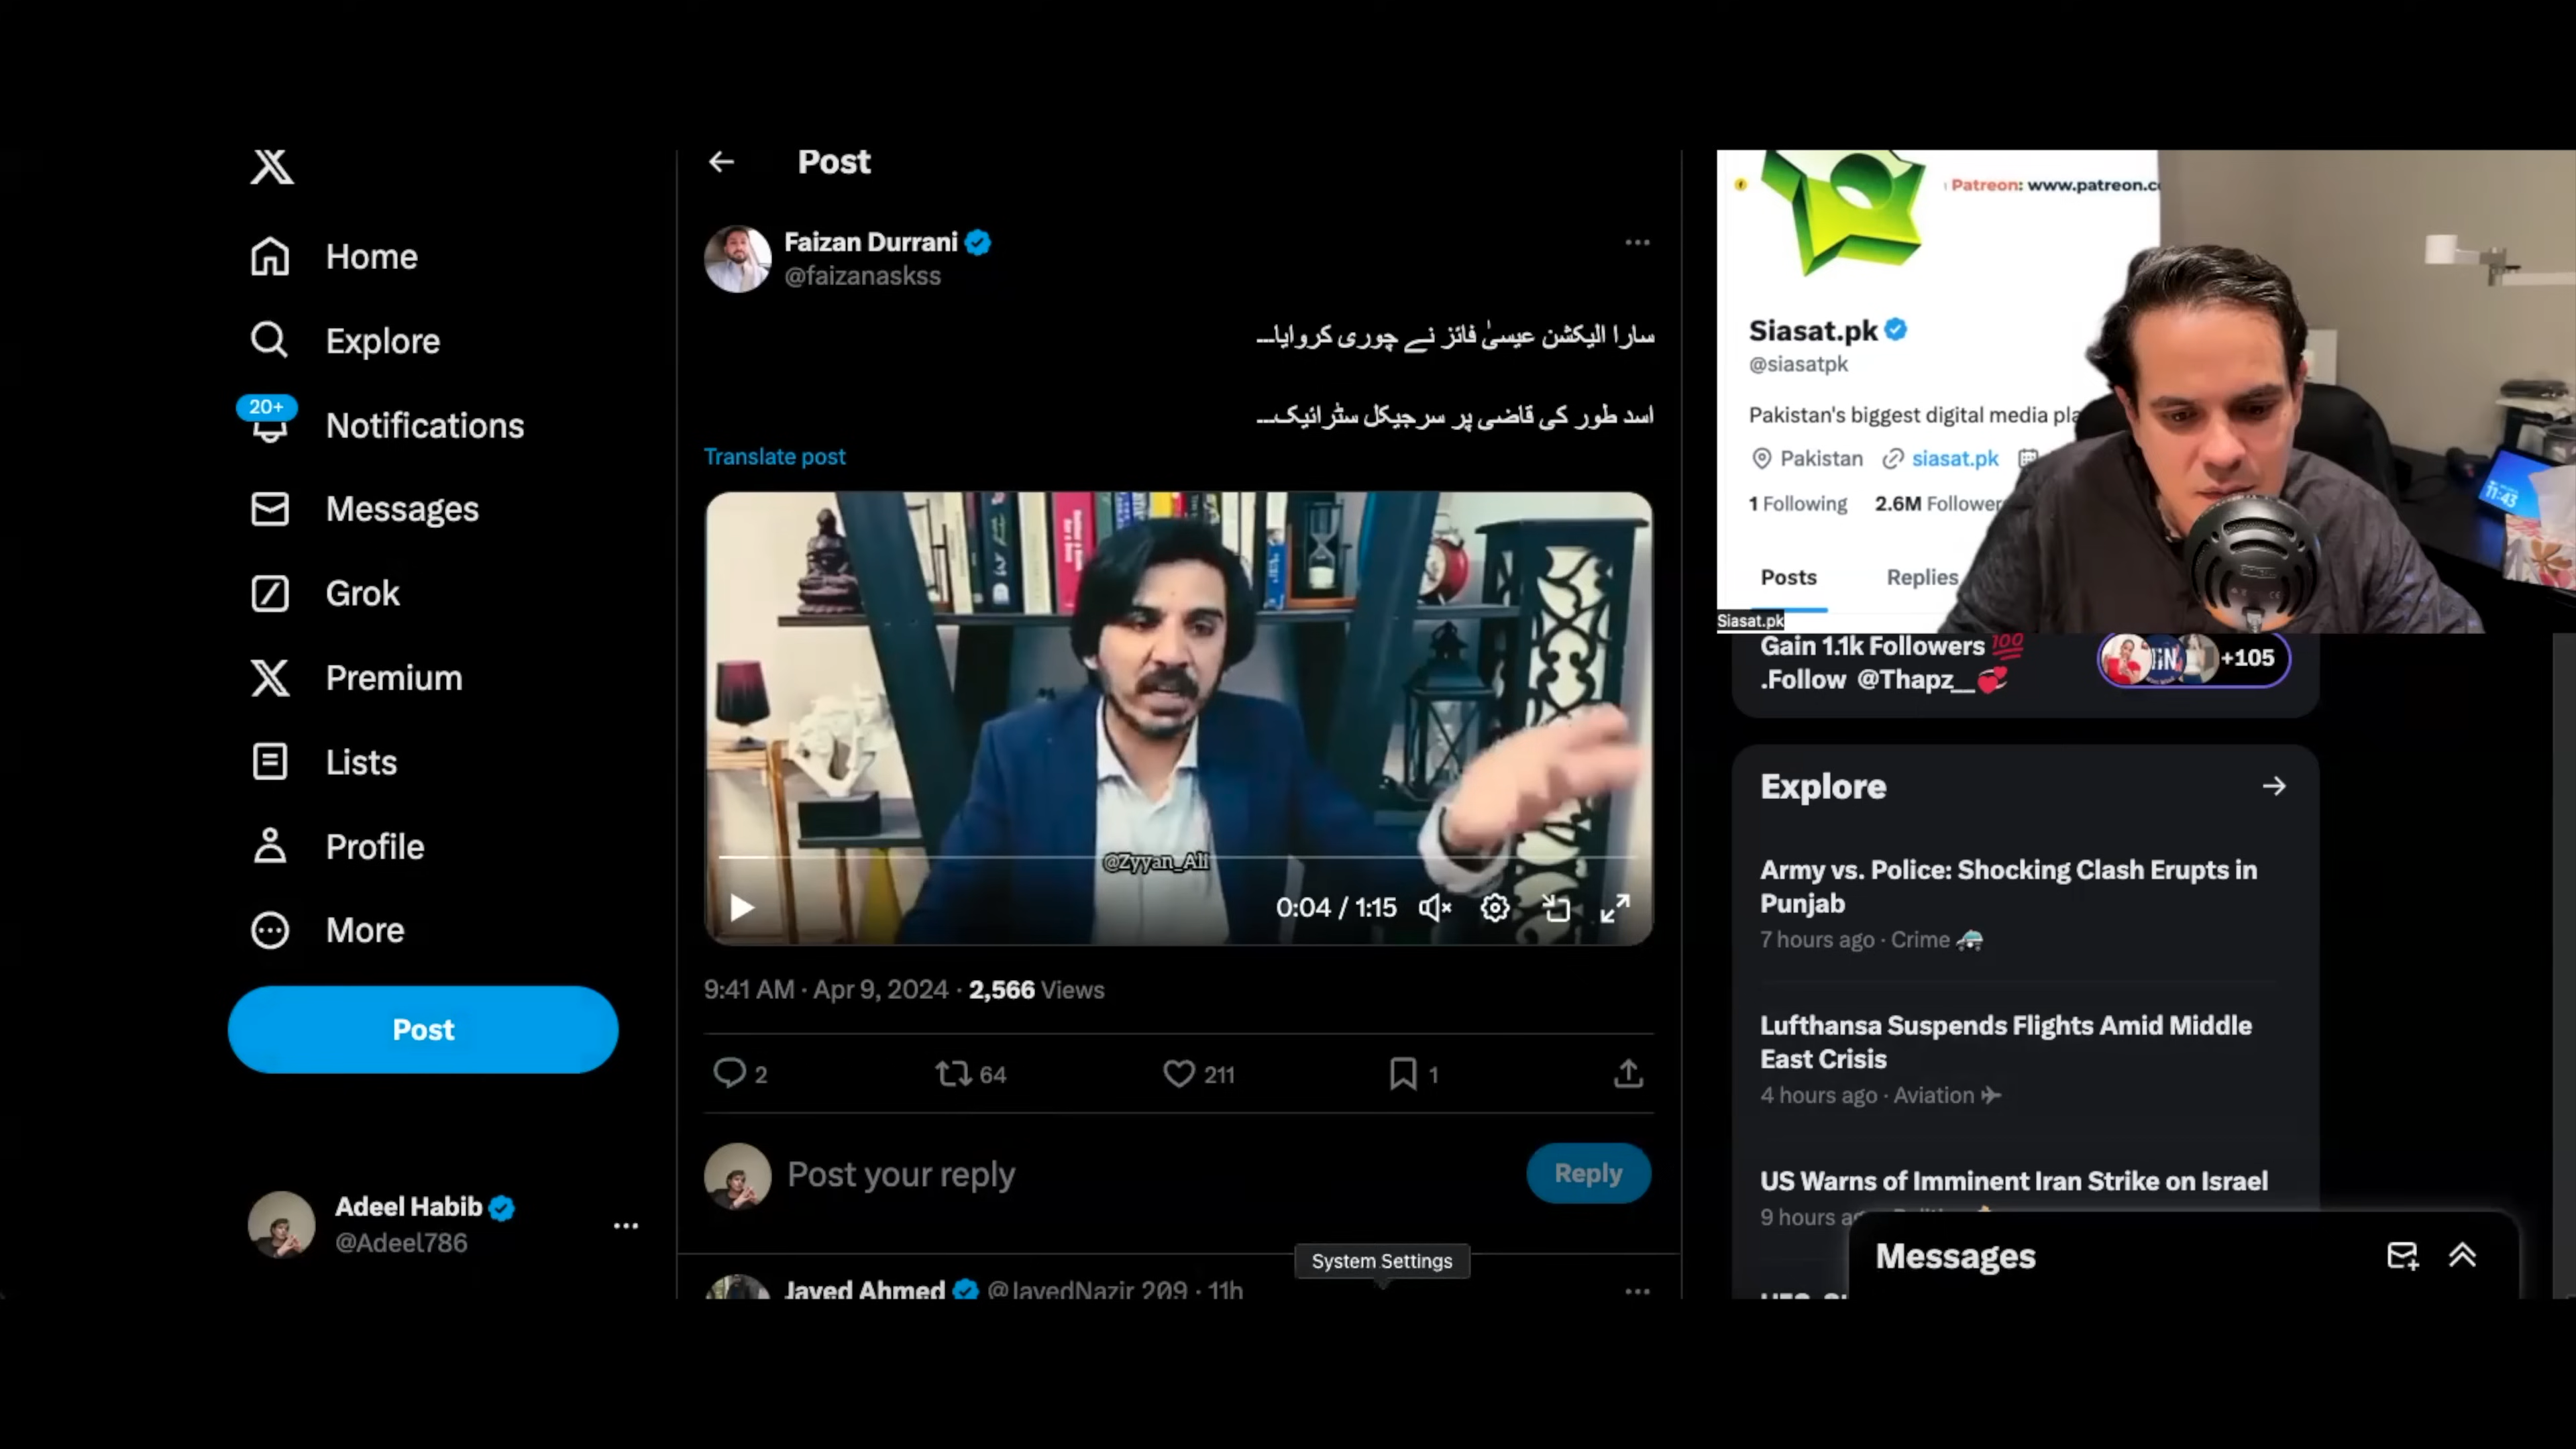 Home
Explore
20+
Notifications
Messages
Grok
Premium
Lists
Profile
More
Post
Adeel Habib
@Adeel786
Post
Faizan Durrani
@faizanaskss
سارا الیکشن عیسیٰ فائز نے چوری کروایا۔۔۔
اسد طور کی قاضی پر سرجیکل سٹرائیک۔۔۔
Translate post
@Zyyan_Ali
0:04 / 1:15
9:41 AM · Apr 9, 2024 · 2,566 Views
2
64
211
1
Post your reply
Reply
System Settings
Javed Ahmed @JavedNazir_209 · 11h
Patreon: www.patreon.c
Siasat.pk
@siasatpk
Pakistan's biggest digital media pla
Pakistan siasat.pk
1 Following 2.6M Follower
11:43
Posts Replies
Siasat.pk
Gain 1.1k Followers 💯
.Follow @Thapz__💞
+105
Explore
Army vs. Police: Shocking Clash Erupts in
Punjab
7 hours ago · Crime 🚓
Lufthansa Suspends Flights Amid Middle
East Crisis
4 hours ago · Aviation ✈
US Warns of Imminent Iran Strike on Israel
9 hours
Messages